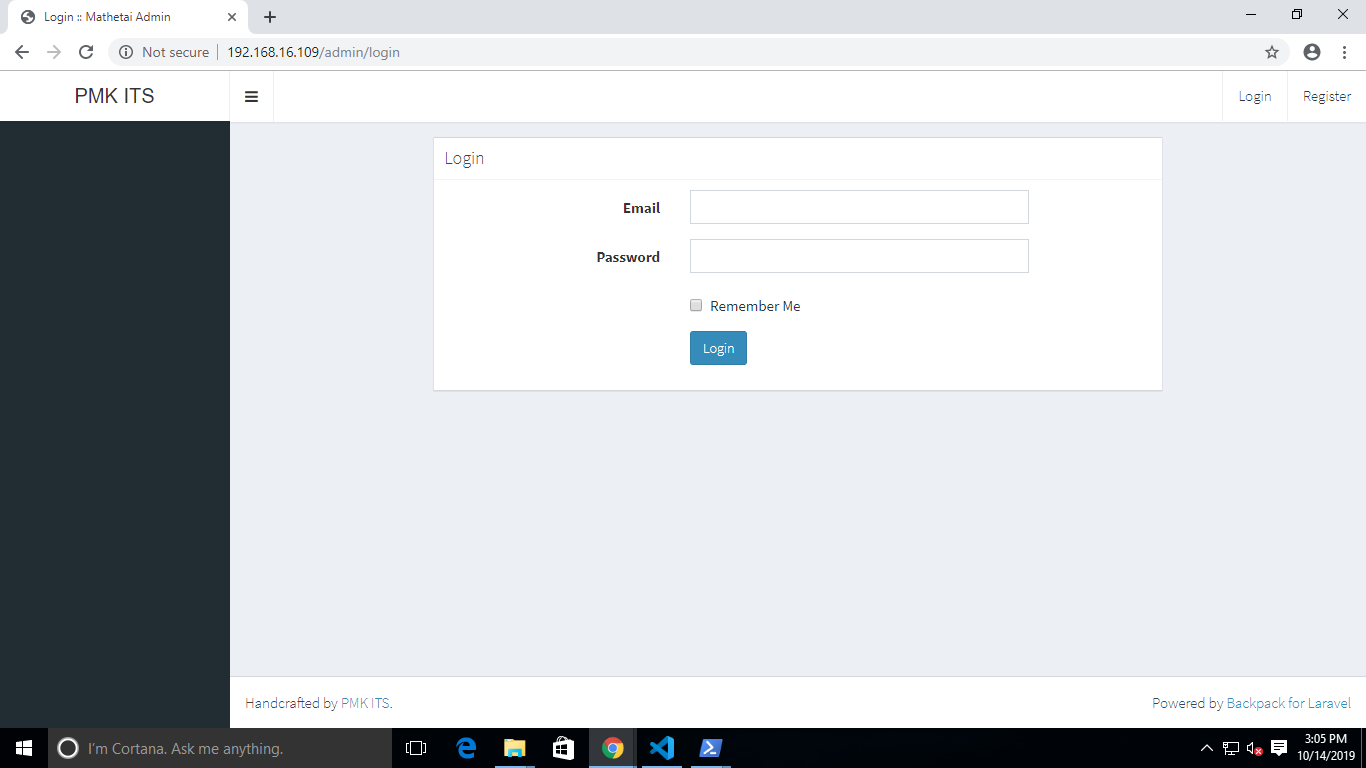 Login :: Mathetai Admin
Not secure 192.168.16.109/admin/login
PMK ITS
Login
Register
Login
Email
Password
Remember Me
Login
Handcrafted by PMK ITS.
Powered by Backpack for Laravel
I'm Cortana. Ask me anything.
3:05 PM
10/14/2019